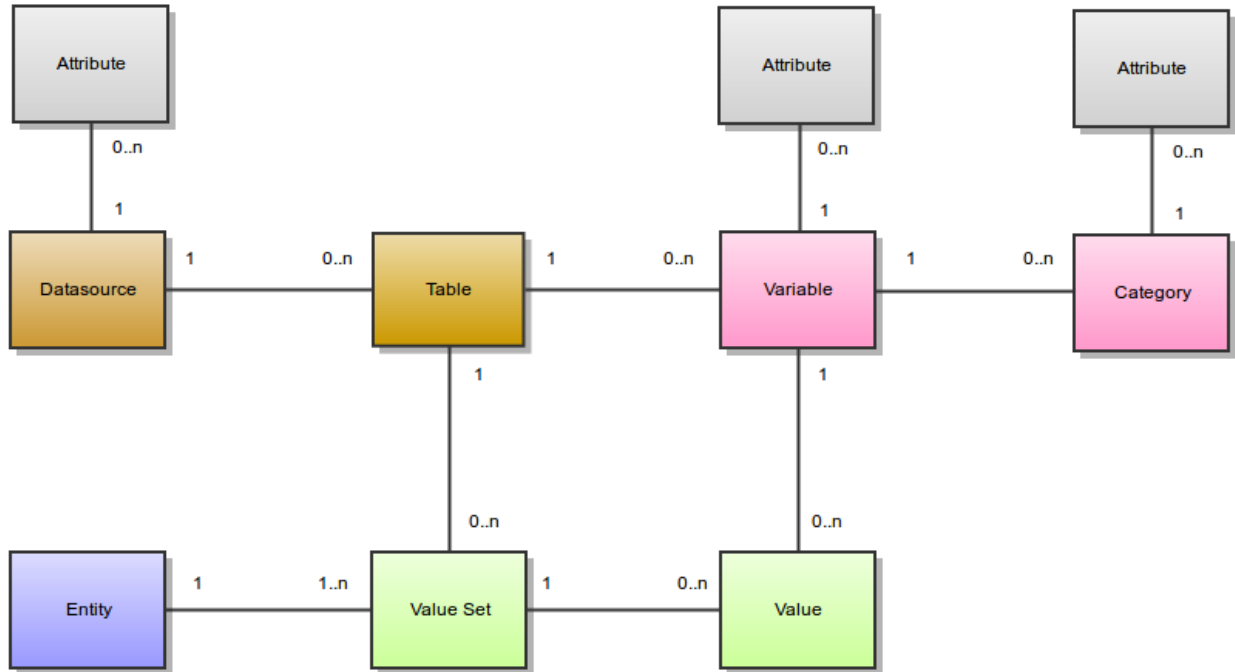 Attribute
Attribute
Attribute
0..n
0..n
0..n
1
1
1
Datasource
1
0..n
Table
1
0..n
Variable
1
0..n
Category
1
1
0..n
0..n
Entity
1
1..n
Value Set
1
0..n
Value